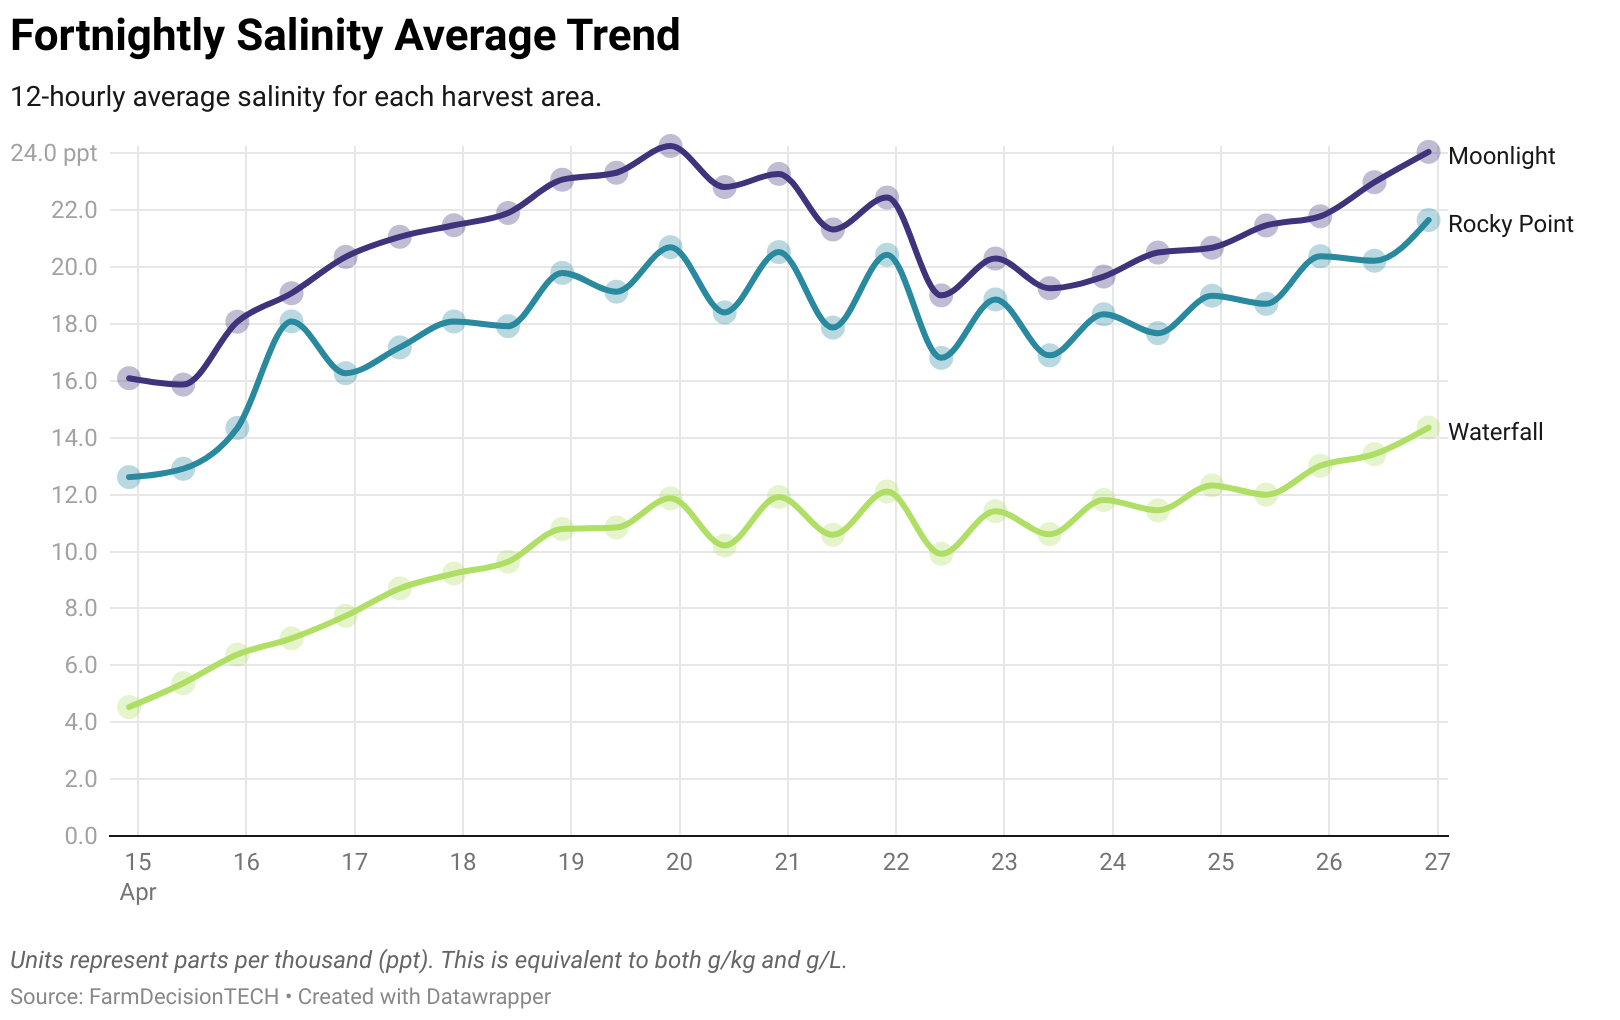 Fortnightly Salinity Average Trend
12-hourly average salinity for each harvest area.
24.0 ppt
22.0
20.0
18.0
16.0
14.0
12.0
10.0
8.0
6.0
4.0
2.0
0.0
Moonlight
Rocky Point
Waterfall
15 16 17 18 19 20 21 22 23 24 25 26 27
Apr
Units represent parts per thousand (ppt). This is equivalent to both g/kg and g/L.
Source: FarmDecisionTECH • Created with Datawrapper